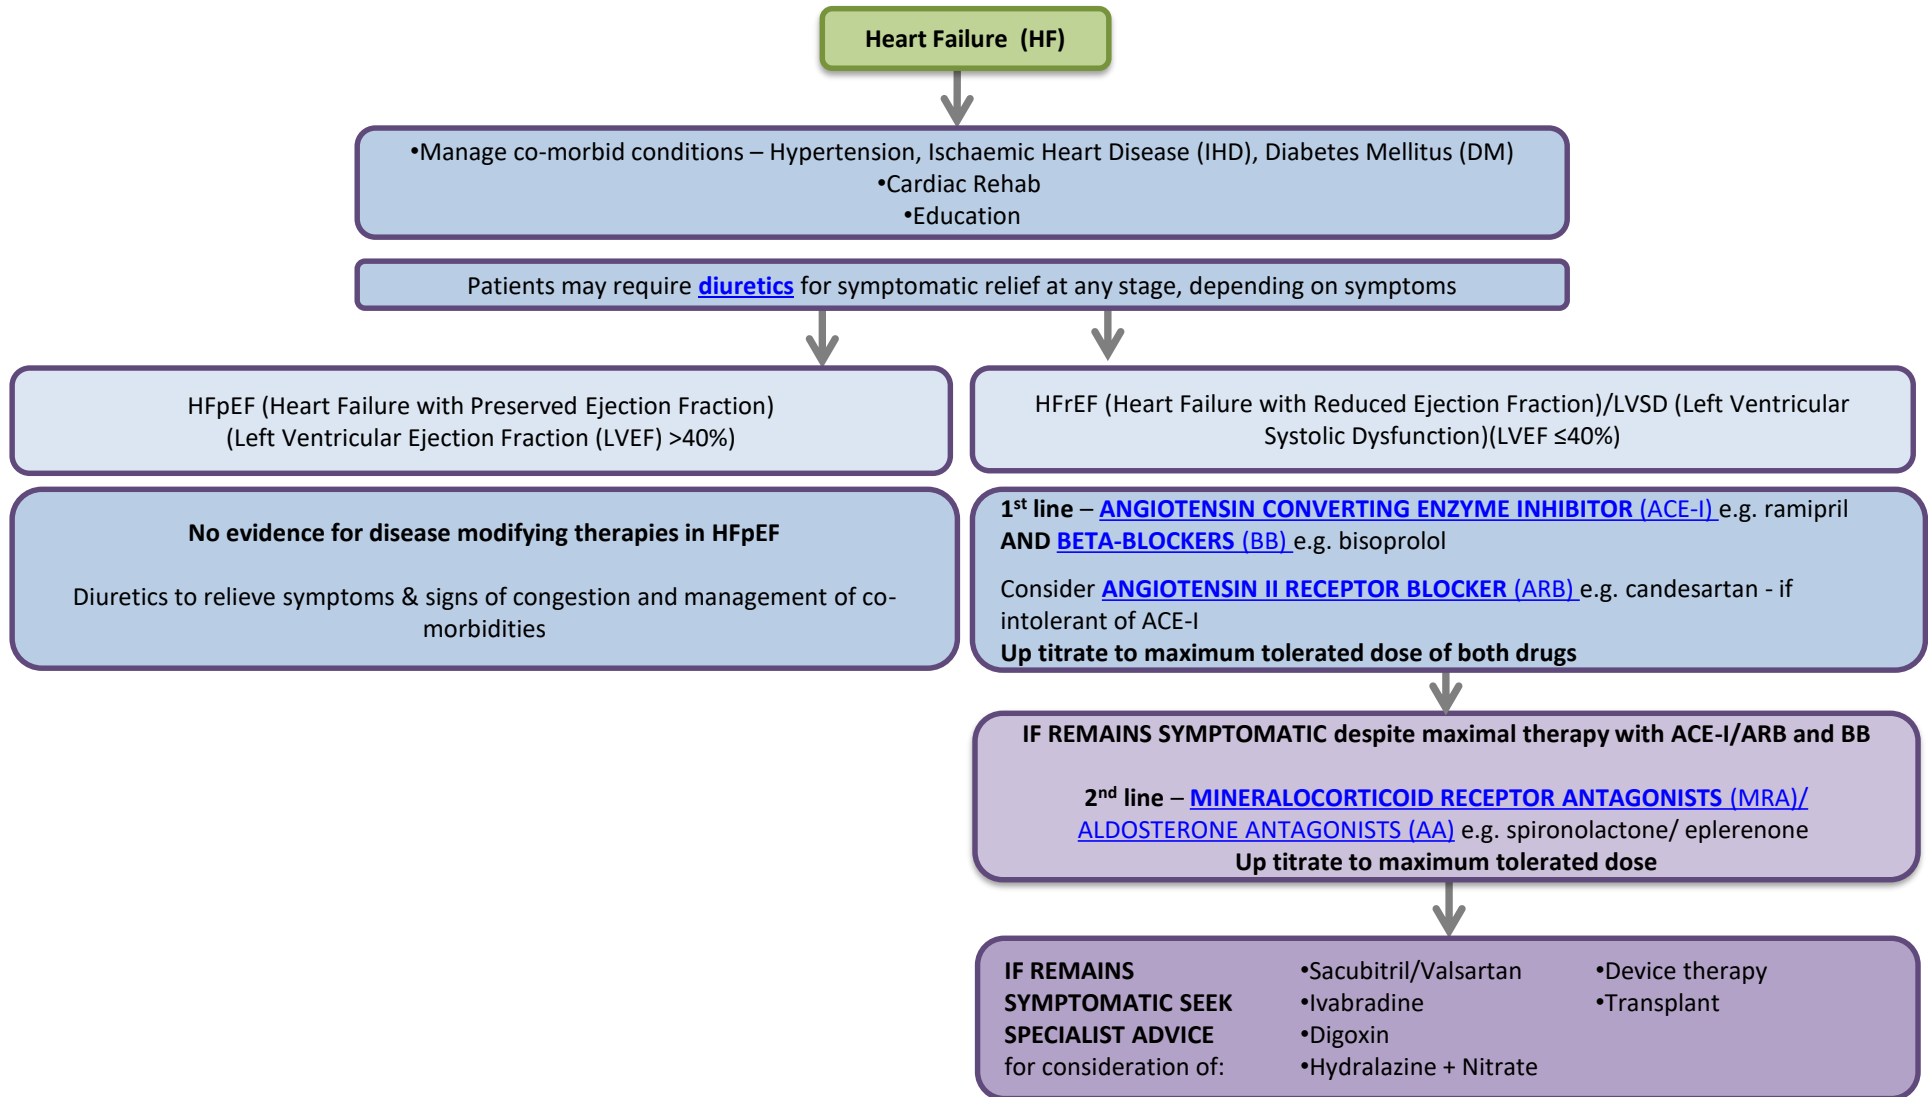 Heart Failure (HF)
•Manage co-morbid conditions – Hypertension, Ischaemic Heart Disease (IHD), Diabetes Mellitus (DM)
•Cardiac Rehab
•Education
Patients may require diuretics for symptomatic relief at any stage, depending on symptoms
HFpEF (Heart Failure with Preserved Ejection Fraction)
(Left Ventricular Ejection Fraction (LVEF) >40%)
HFrEF (Heart Failure with Reduced Ejection Fraction)/LVSD (Left Ventricular
Systolic Dysfunction)(LVEF ≤40%)
No evidence for disease modifying therapies in HFpEF
Diuretics to relieve symptoms & signs of congestion and management of co-
morbidities
1st line – ANGIOTENSIN CONVERTING ENZYME INHIBITOR (ACE-I) e.g. ramipril
AND BETA-BLOCKERS (BB) e.g. bisoprolol
Consider ANGIOTENSIN II RECEPTOR BLOCKER (ARB) e.g. candesartan - if
intolerant of ACE-I
Up titrate to maximum tolerated dose of both drugs
IF REMAINS SYMPTOMATIC despite maximal therapy with ACE-I/ARB and BB
2nd line – MINERALOCORTICOID RECEPTOR ANTAGONISTS (MRA)/
ALDOSTERONE ANTAGONISTS (AA) e.g. spironolactone/ eplerenone
Up titrate to maximum tolerated dose
IF REMAINS
SYMPTOMATIC SEEK
SPECIALIST ADVICE
for consideration of:
•Sacubitril/Valsartan
•Ivabradine
•Digoxin
•Hydralazine + Nitrate
•Device therapy
•Transplant